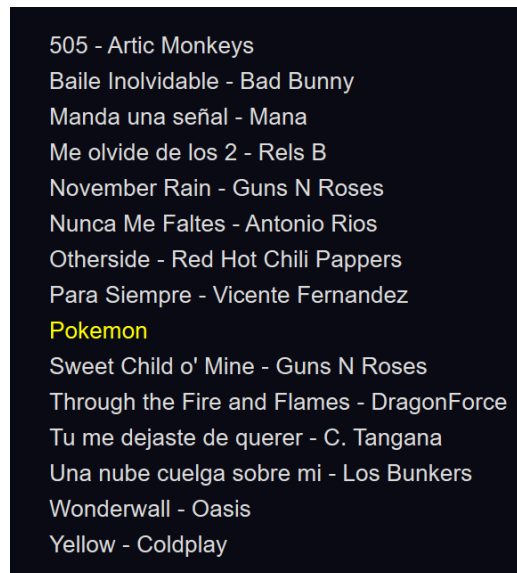 505 - Artic Monkeys
Baile Inolvidable - Bad Bunny
Manda una señal - Mana
Me olvide de los 2 - Rels B
November Rain - Guns N Roses
Nunca Me Faltes - Antonio Rios
Otherside - Red Hot Chili Pappers
Para Siempre - Vicente Fernandez
Pokemon
Sweet Child o' Mine - Guns N Roses
Through the Fire and Flames - DragonForce
Tu me dejaste de querer - C. Tangana
Una nube cuelga sobre mi - Los Bunkers
Wonderwall - Oasis
Yellow - Coldplay